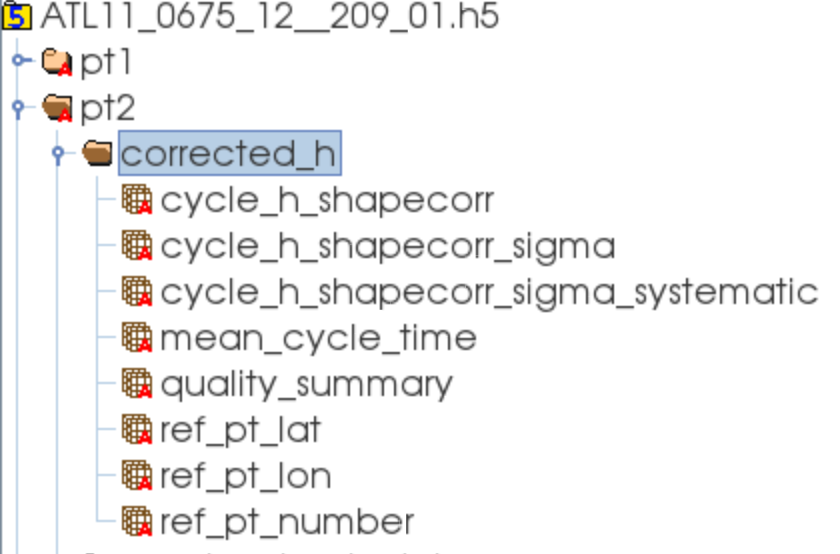 ATL11_0675_12__209_01.h5
pt1
pt2
corrected_h
cycle_h_shapecorr
cycle_h_shapecorr_sigma
cycle_h_shapecorr_sigma_systematic
mean_cycle_time
quality_summary
ref_pt_lat
ref_pt_lon
ref_pt_number